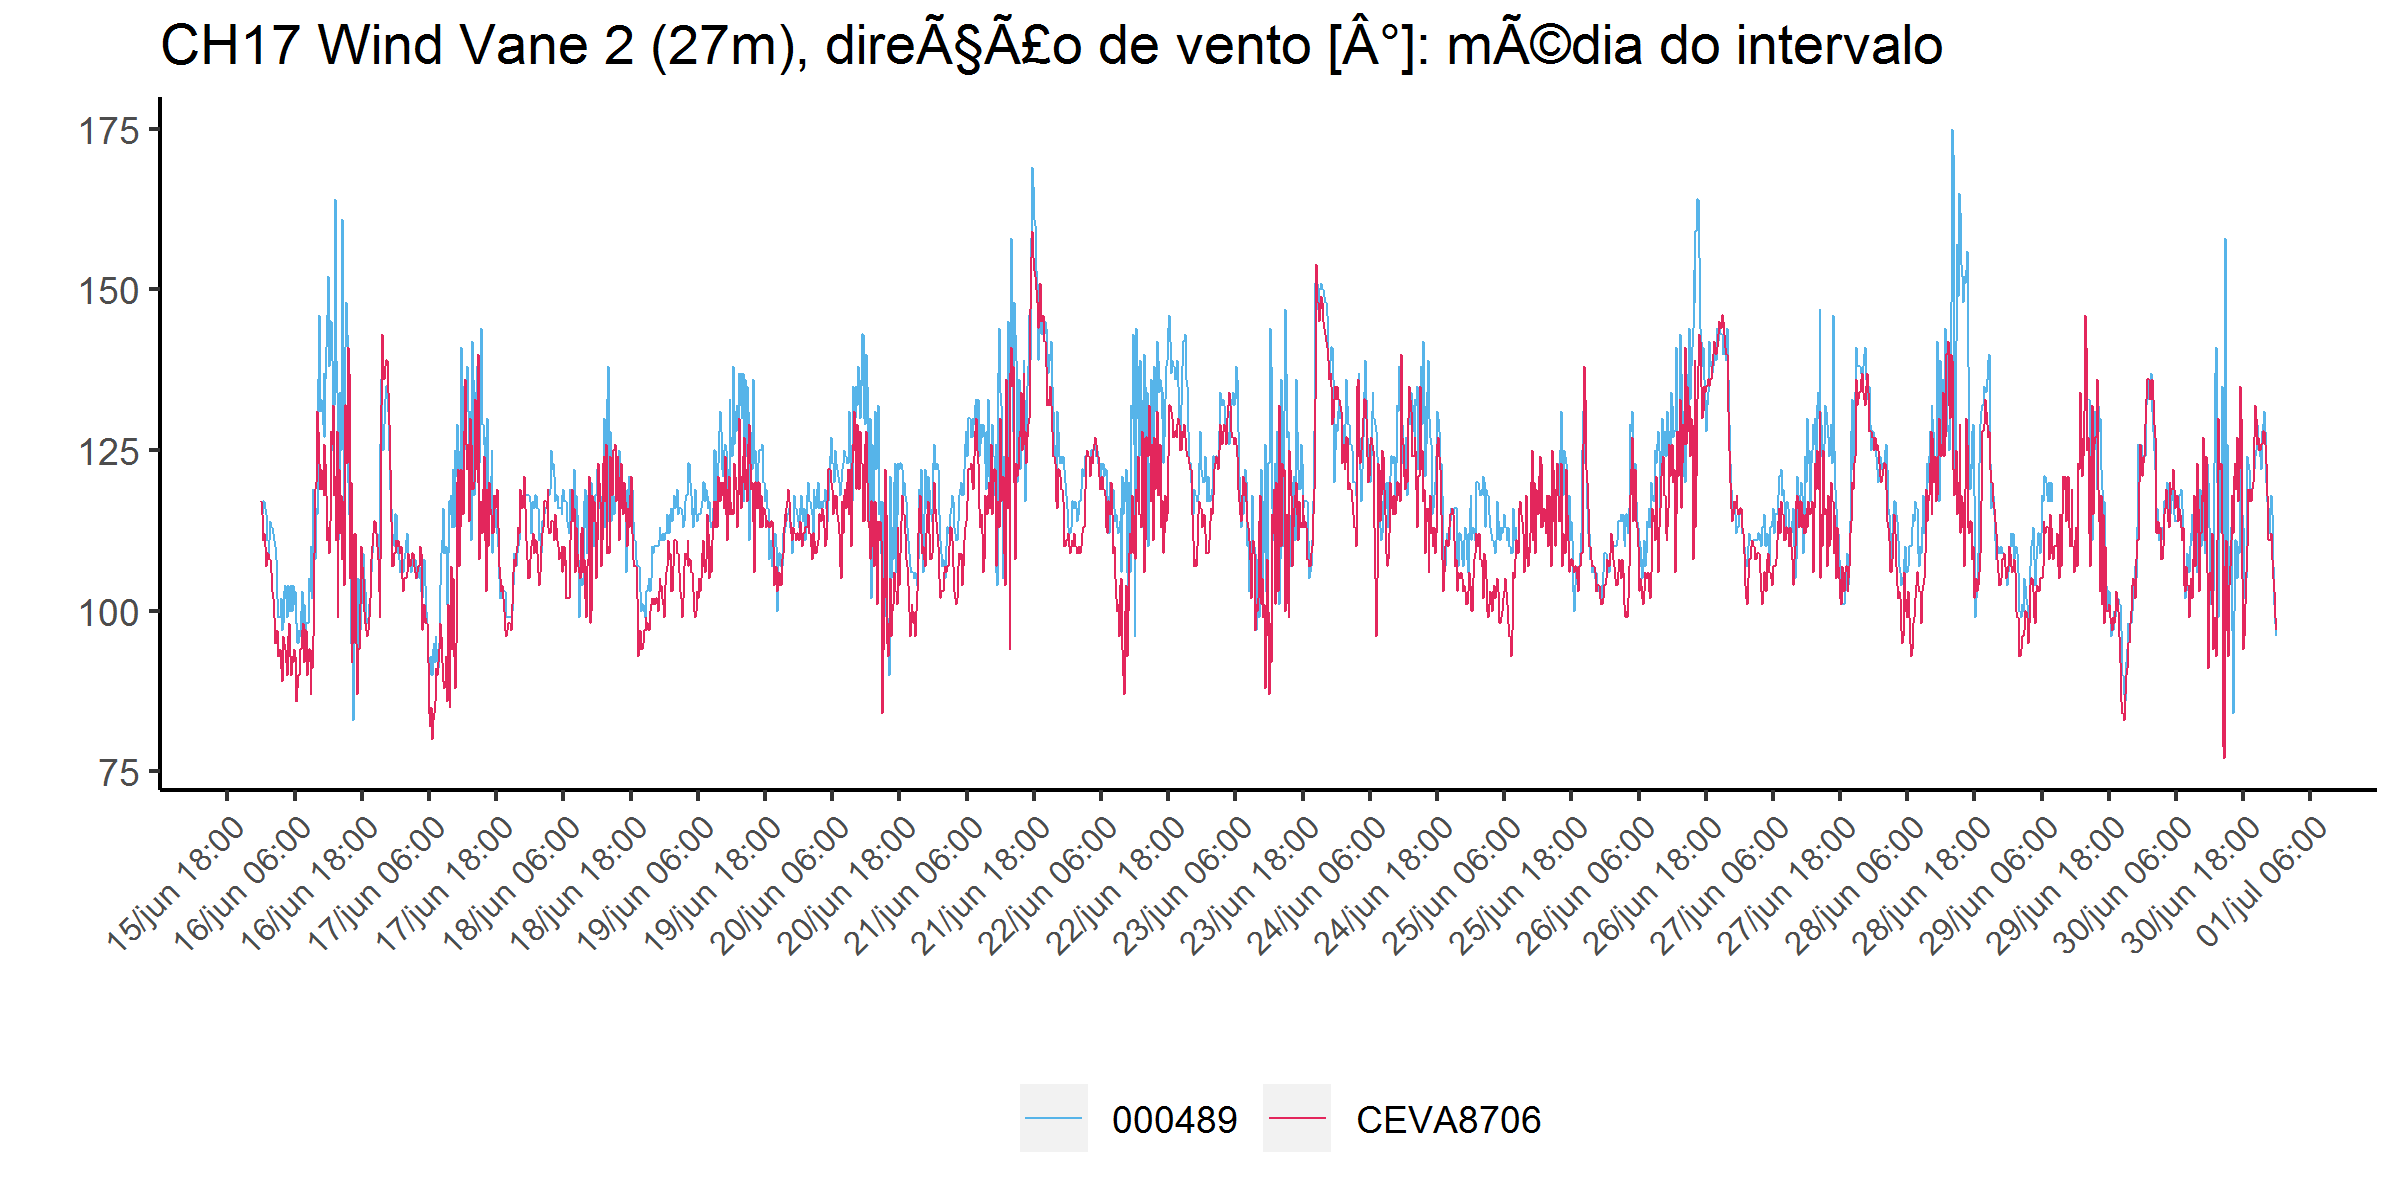 CH17 Wind Vane 2 (27m), direÃ§Ã£o de vento [Â°]: mÃ©dia do intervalo
175
150
125
100
75
15/jun 18:00
16/jun 06:00
16/jun 18:00
17/jun 06:00
17/jun 18:00
18/jun 06:00
18/jun 18:00
19/jun 06:00
19/jun 18:00
20/jun 06:00
20/jun 18:00
21/jun 06:00
21/jun 18:00
22/jun 06:00
22/jun 18:00
23/jun 06:00
23/jun 18:00
24/jun 06:00
24/jun 18:00
25/jun 06:00
25/jun 18:00
26/jun 06:00
26/jun 18:00
27/jun 06:00
27/jun 18:00
28/jun 06:00
28/jun 18:00
29/jun 06:00
29/jun 18:00
30/jun 06:00
30/jun 18:00
01/jul 06:00
000489
CEVA8706